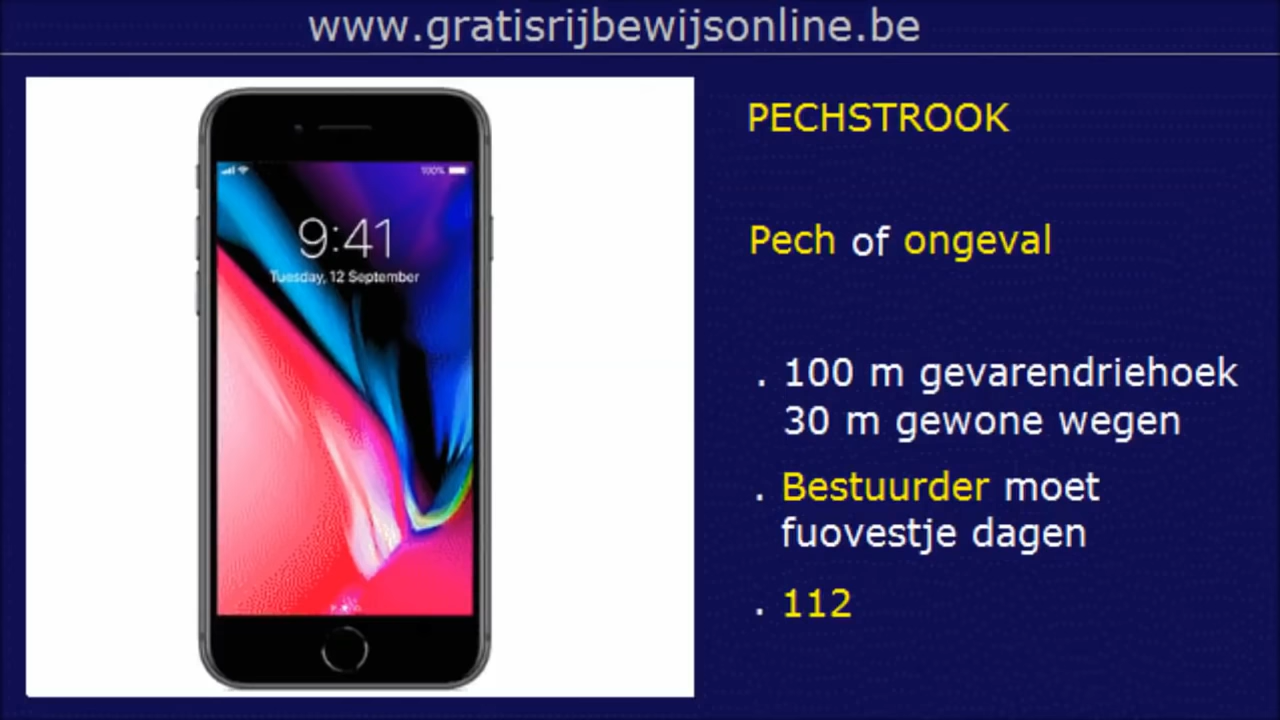 www.gratisrijbewijsonline.be
PECHSTROOK
Pech of ongeval
. 100 m gevarendriehoek
30 m gewone wegen
. Bestuurder moet
fuovestje dagen
. 112
100%
9:41
Tuesday, 12 September